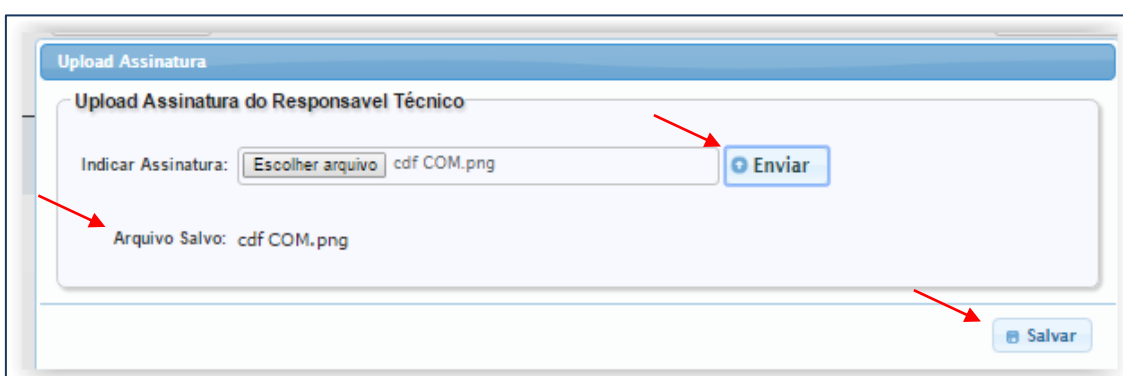 Upload Assinatura
Upload Assinatura do Responsavel Técnico
Indicar Assinatura: Escolher arquivo cdf COM.png Enviar
Arquivo Salvo: cdf COM.png
Salvar